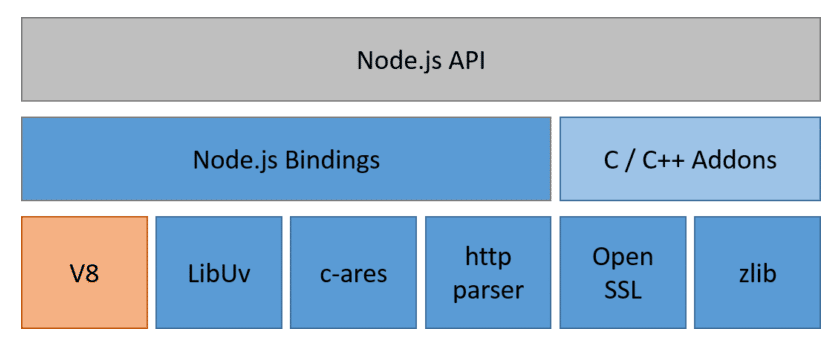 Node.js API
Node.js Bindings
C / C++ Addons
V8
LibUv
c-ares
http
parser
Open
SSL
zlib